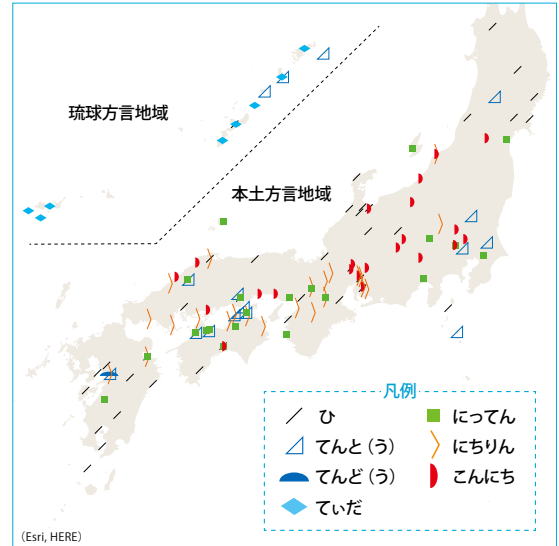 琉球方言地域
本土方言地域
凡例
ひ
にってん
てんと(う)
にちりん
てんど(う)
こんにち
てぃだ
(Esri, HERE)